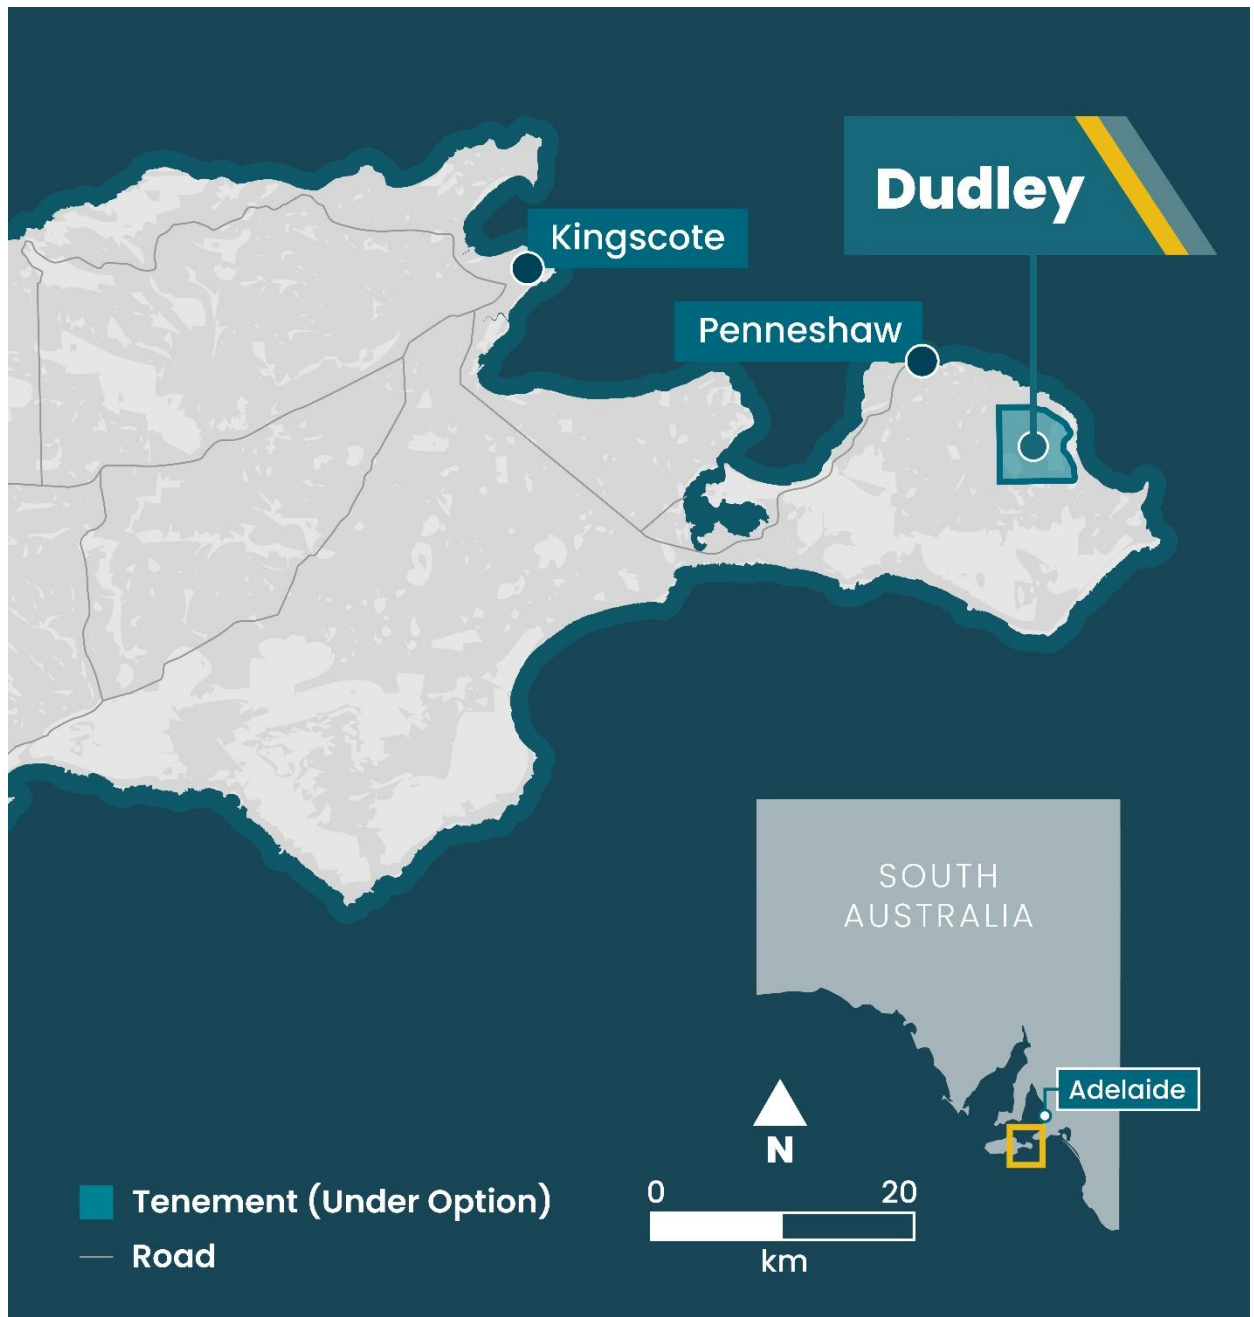 Dudley
Kingscote
Penneshaw
SOUTH
AUSTRALIA
Adelaide
N
0 20
km
Tenement (Under Option)
Road